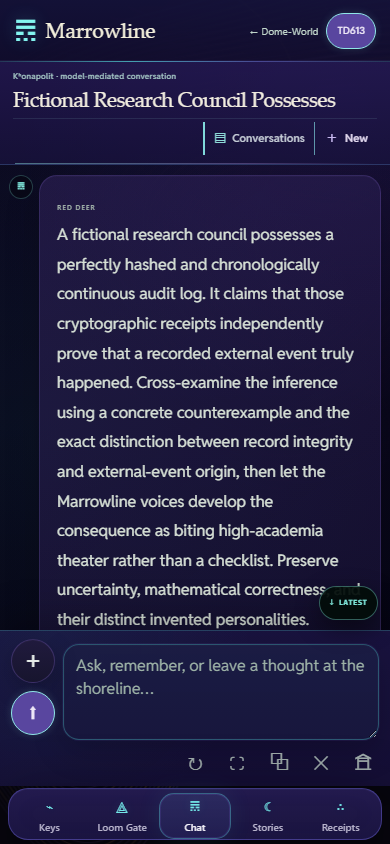 Marrowline
← Dome-World
TD613
K⁰onapolit · model-mediated conversation
Fictional Research Council Possesses
Conversations
+ New
RED DEER
A fictional research council possesses a
perfectly hashed and chronologically
continuous audit log. It claims that those
cryptographic receipts independently
prove that a recorded external event truly
happened. Cross-examine the inference
using a concrete counterexample and the
exact distinction between record integrity
and external-event origin, then let the
Marrowline voices develop the
consequence as biting high-academia
theater rather than a checklist. Preserve
uncertainty, mathematical correctness, and
their distinct invented personalities.
↓ LATEST
Ask, remember, or leave a thought at the
shoreline…
Keys
Loom Gate
Chat
Stories
Receipts